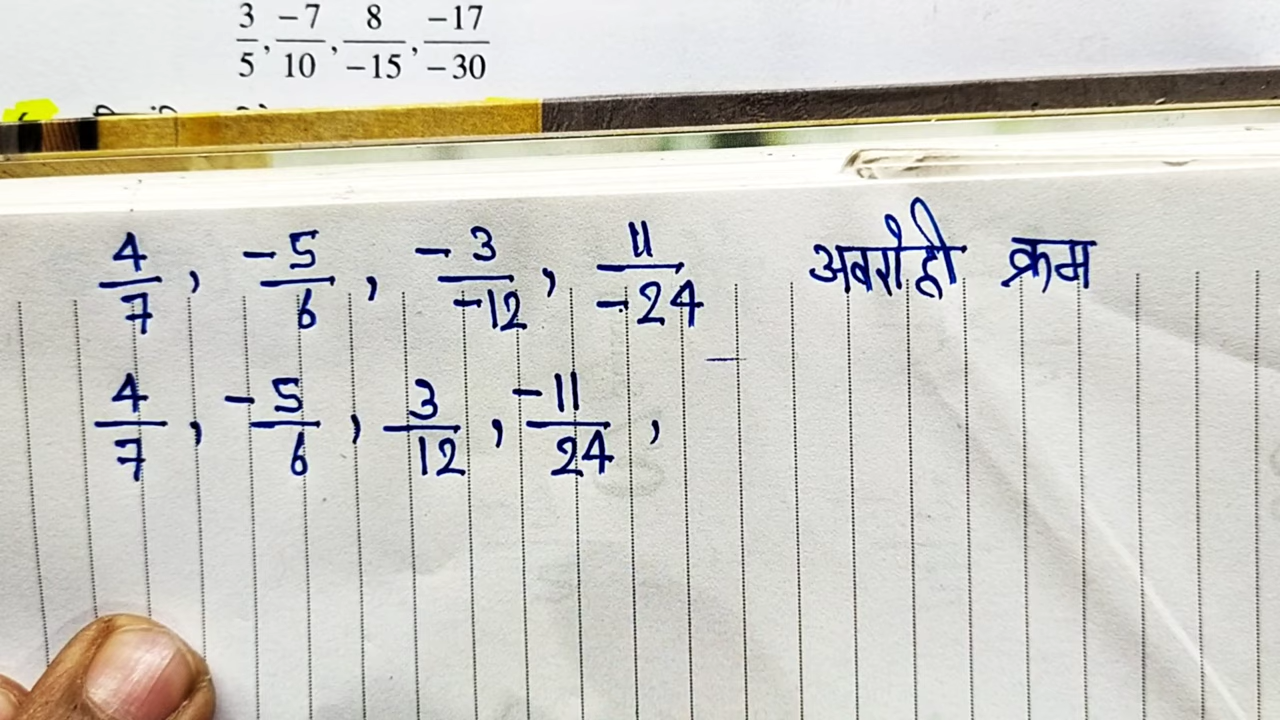 3/5, -7/10, 8/-15, -17/-30
4/7, -5/6, -3/-12, 11/-24 अवरोही क्रम
4/7, -5/6, 3/12, -11/24,